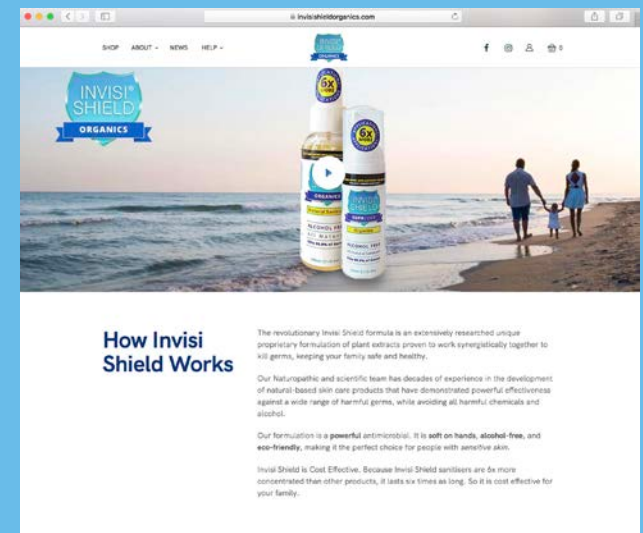 invisishieldorganics.com
SHOP ABOUT NEWS HELP 0
INVISI®
SHIELD
ORGANICS
6X
ORGANICS
ALCOHOL FREE
6X
INVISI
SHIELD
ALCOHOL FREE
How Invisi
Shield Works
The revolutionary Invisi Shield formula is an extensively researched unique
proprietary formulation of plant extracts proven to work synergistically together to
kill germs, keeping your family safe and healthy.
Our Naturopathic and scientific team has decades of experience in the development
of natural-based skin care products that have demonstrated powerful effectiveness
against a wide range of harmful germs, while avoiding all harmful chemicals and
alcohol.
Our formulation is a powerful antimicrobial. It is soft on hands, alcohol-free, and
eco-friendly, making it the perfect choice for people with sensitive skin.
Invisi Shield is Cost Effective. Because Invisi Shield sanitisers are 6x more
concentrated than other products, it lasts six times as long. So it is cost effective for
your family.